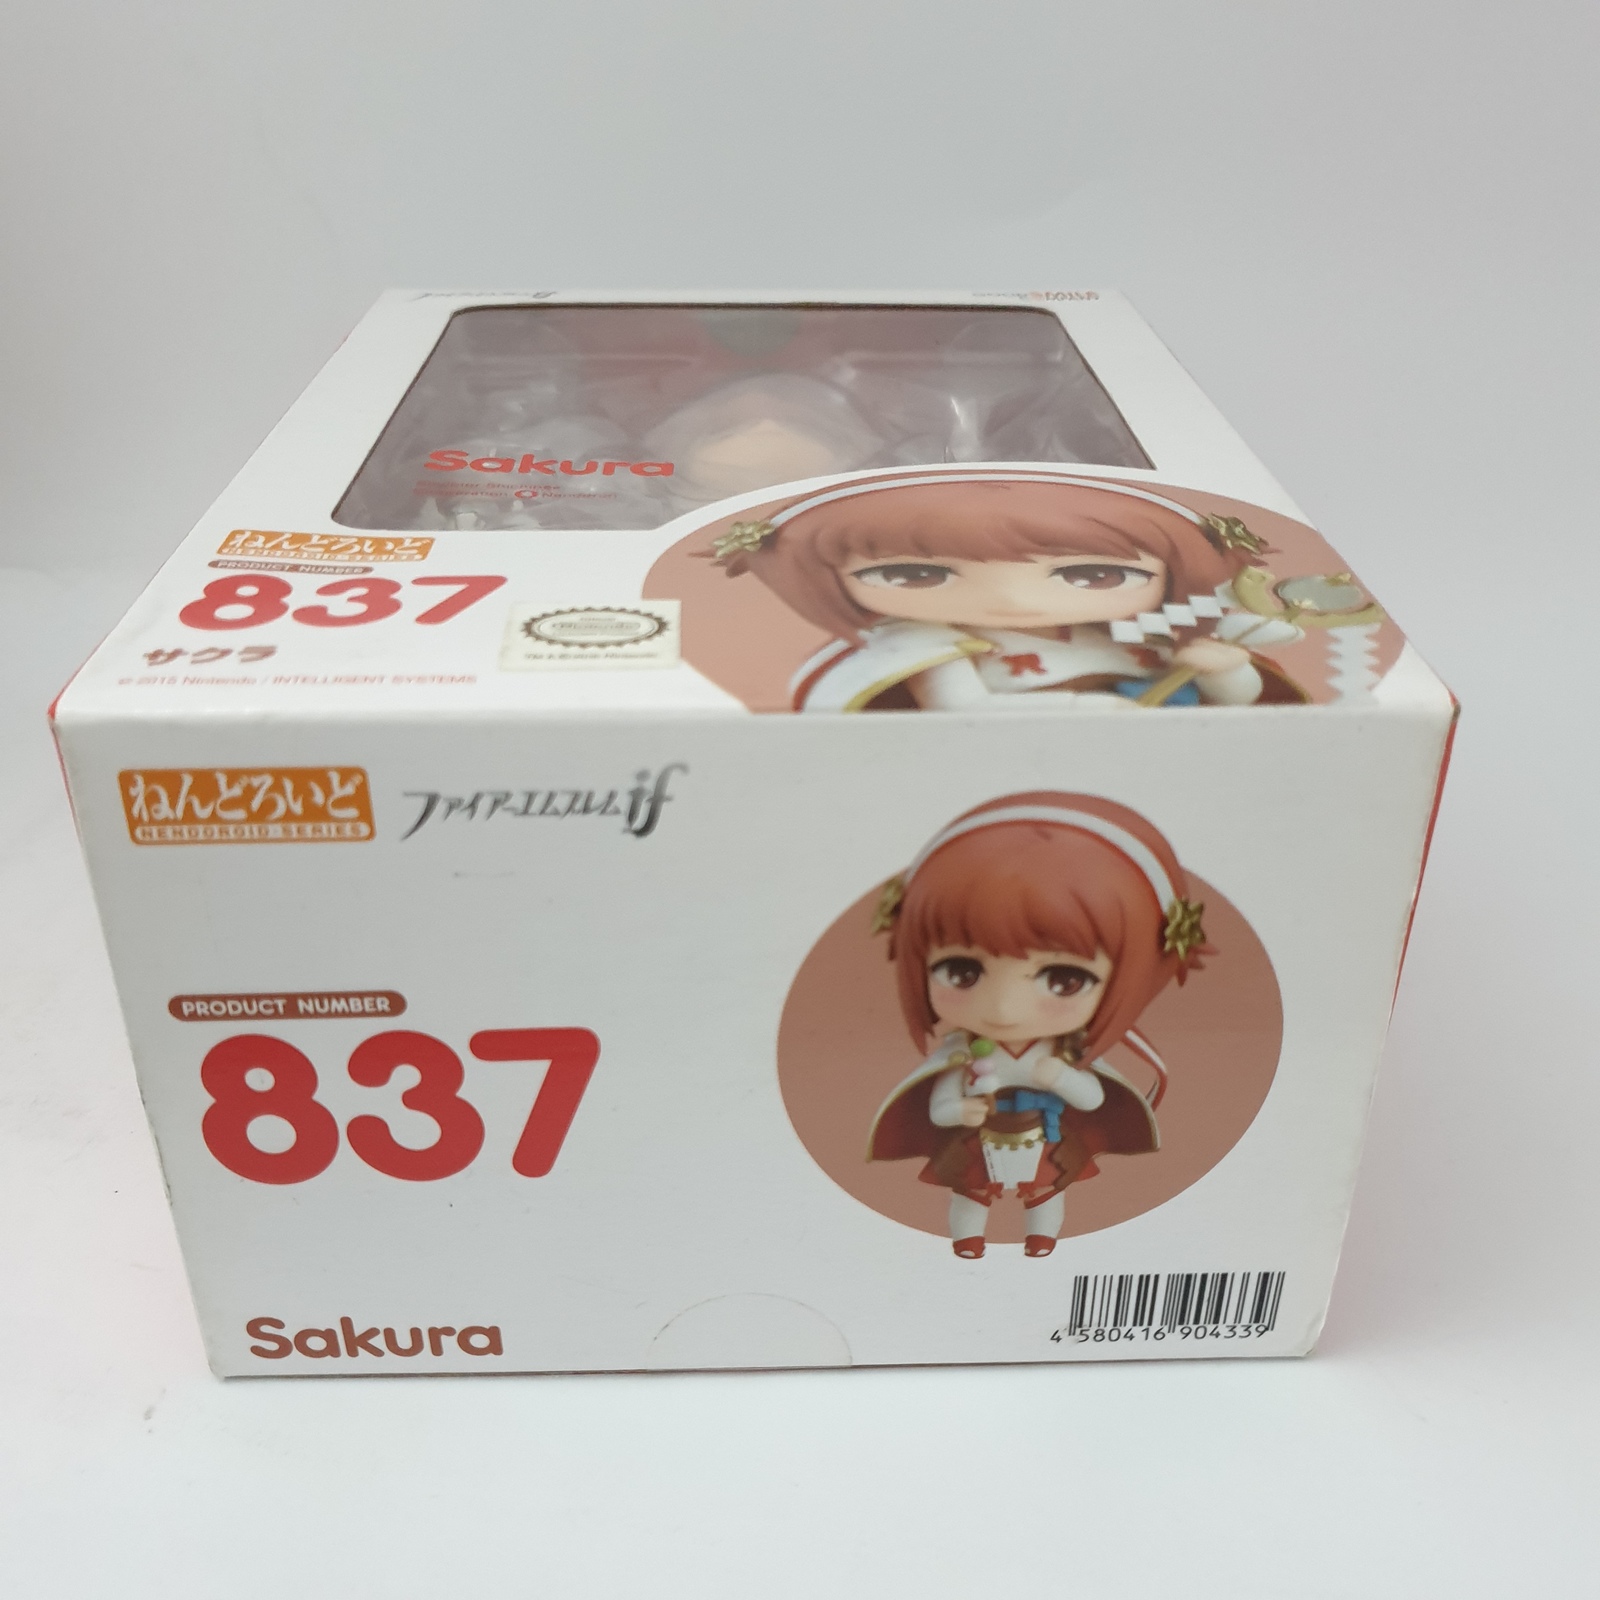 Sakura
ねんどろいど
NENDOROID SERIES
PRODUCT NUMBER
837
サクラ
© 2015 Nintendo / INTELLIGENT SYSTEMS
ねんどろいど
NENDOROID SERIES
ファイアーエムブレムif
PRODUCT NUMBER
837
Sakura
4 580416 904339